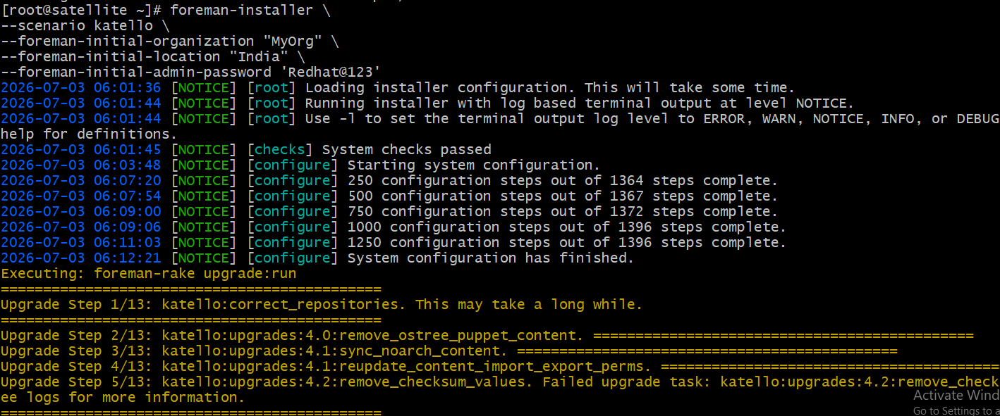 [root@satellite ~]# foreman-installer \
--scenario katello \
--foreman-initial-organization "MyOrg" \
--foreman-initial-location "India" \
--foreman-initial-admin-password 'Redhat@123'
2026-07-03 06:01:36 [NOTICE] [root] Loading installer configuration. This will take some time.
2026-07-03 06:01:44 [NOTICE] [root] Running installer with log based terminal output at level NOTICE.
2026-07-03 06:01:44 [NOTICE] [root] Use -l to set the terminal output log level to ERROR, WARN, NOTICE, INFO, or DEBUG
help for definitions.
2026-07-03 06:01:45 [NOTICE] [checks] System checks passed
2026-07-03 06:03:48 [NOTICE] [configure] Starting system configuration.
2026-07-03 06:07:20 [NOTICE] [configure] 250 configuration steps out of 1364 steps complete.
2026-07-03 06:07:54 [NOTICE] [configure] 500 configuration steps out of 1367 steps complete.
2026-07-03 06:09:00 [NOTICE] [configure] 750 configuration steps out of 1372 steps complete.
2026-07-03 06:09:06 [NOTICE] [configure] 1000 configuration steps out of 1396 steps complete.
2026-07-03 06:11:03 [NOTICE] [configure] 1250 configuration steps out of 1396 steps complete.
2026-07-03 06:12:21 [NOTICE] [configure] System configuration has finished.
Executing: foreman-rake upgrade:run
=============================================
Upgrade Step 1/13: katello:correct_repositories. This may take a long while.
=============================================
Upgrade Step 2/13: katello:upgrades:4.0:remove_ostree_puppet_content. =============================================
Upgrade Step 3/13: katello:upgrades:4.1:sync_noarch_content. =============================================
Upgrade Step 4/13: katello:upgrades:4.1:reupdate_content_import_export_perms. ========================================
Upgrade Step 5/13: katello:upgrades:4.2:remove_checksum_values. Failed upgrade task: katello:upgrades:4.2:remove_check
ee logs for more information.
=============================================
Activate Wind
Go to Settings to a